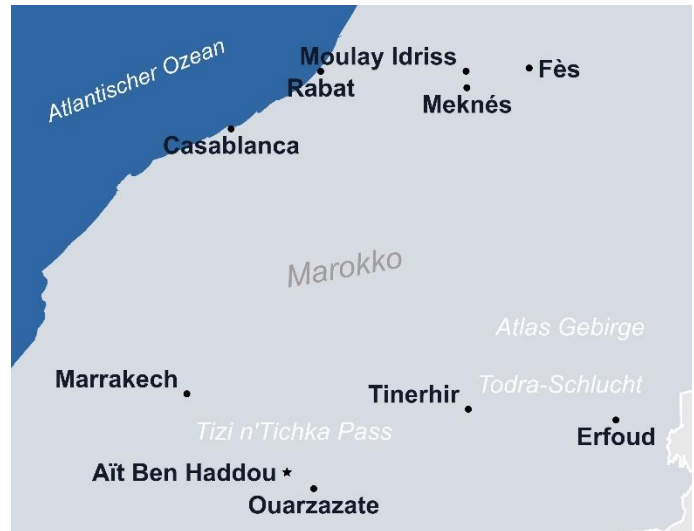 Atlantischer Ozean
Moulay Idriss
Fès
Rabat
Meknés
Casablanca
Marokko
Atlas Gebirge
Marrakech
Tinerhir
Todra-Schlucht
Tizi n'Tichka Pass
Erfoud
Aït Ben Haddou
Ouarzazate